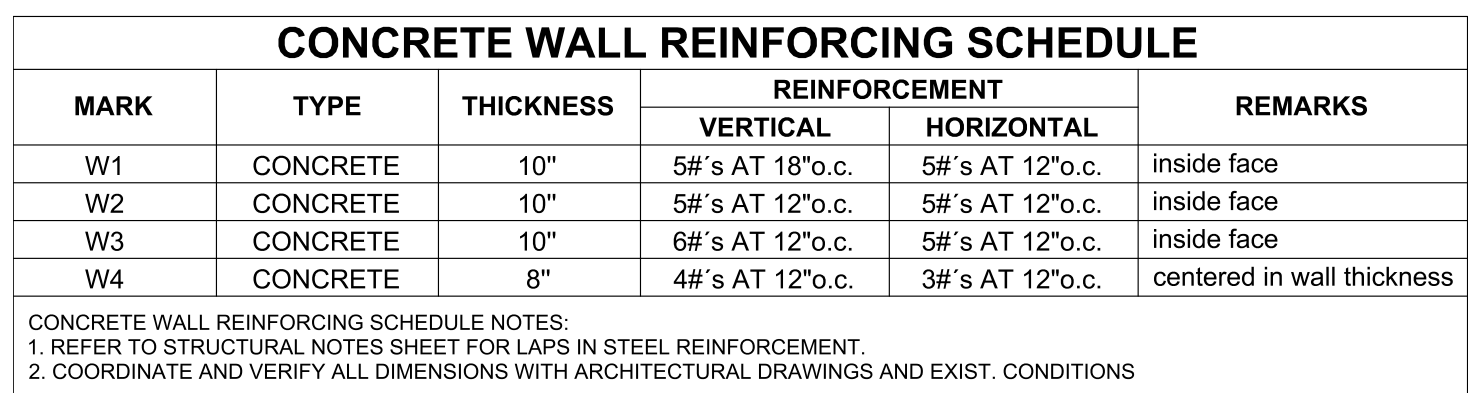 CONCRETE WALL REINFORCING SCHEDULE
MARK TYPE THICKNESS REINFORCEMENT REMARKS
VERTICAL HORIZONTAL
W1 CONCRETE 10" 5#´s AT 18"o.c. 5#´s AT 12"o.c. inside face
W2 CONCRETE 10" 5#´s AT 12"o.c. 5#´s AT 12"o.c. inside face
W3 CONCRETE 10" 6#´s AT 12"o.c. 5#´s AT 12"o.c. inside face
W4 CONCRETE 8" 4#´s AT 12"o.c. 3#´s AT 12"o.c. centered in wall thickness
CONCRETE WALL REINFORCING SCHEDULE NOTES:
1. REFER TO STRUCTURAL NOTES SHEET FOR LAPS IN STEEL REINFORCEMENT.
2. COORDINATE AND VERIFY ALL DIMENSIONS WITH ARCHITECTURAL DRAWINGS AND EXIST. CONDITIONS